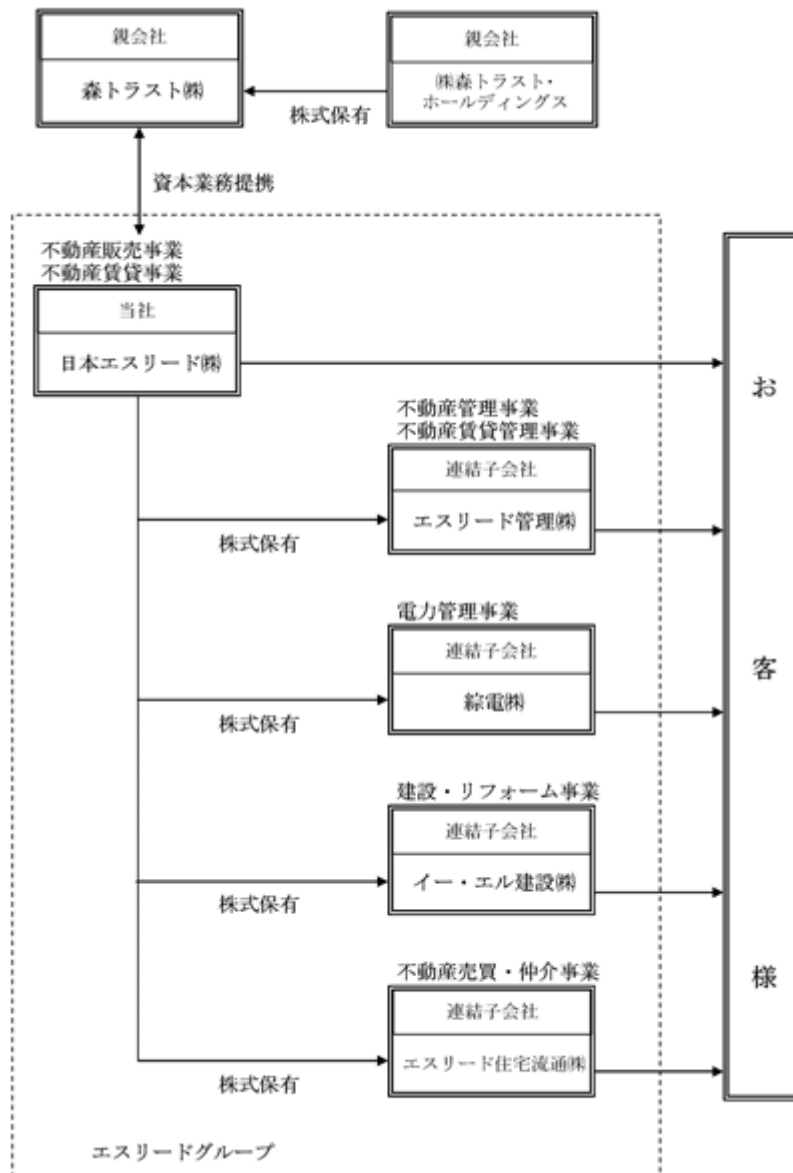 親会社
森トラスト㈱
親会社
㈱森トラスト・
ホールディングス
株式保有
資本業務提携
不動産販売事業
不動産賃貸事業
当社
日本エスリード㈱
不動産管理事業
不動産賃貸管理事業
連結子会社
エスリード管理㈱
株式保有
電力管理事業
連結子会社
綜電㈱
株式保有
建設・リフォーム事業
連結子会社
イー・エル建設㈱
株式保有
不動産売買・仲介事業
連結子会社
エスリード住宅流通㈱
株式保有
エスリードグループ
お
客
様